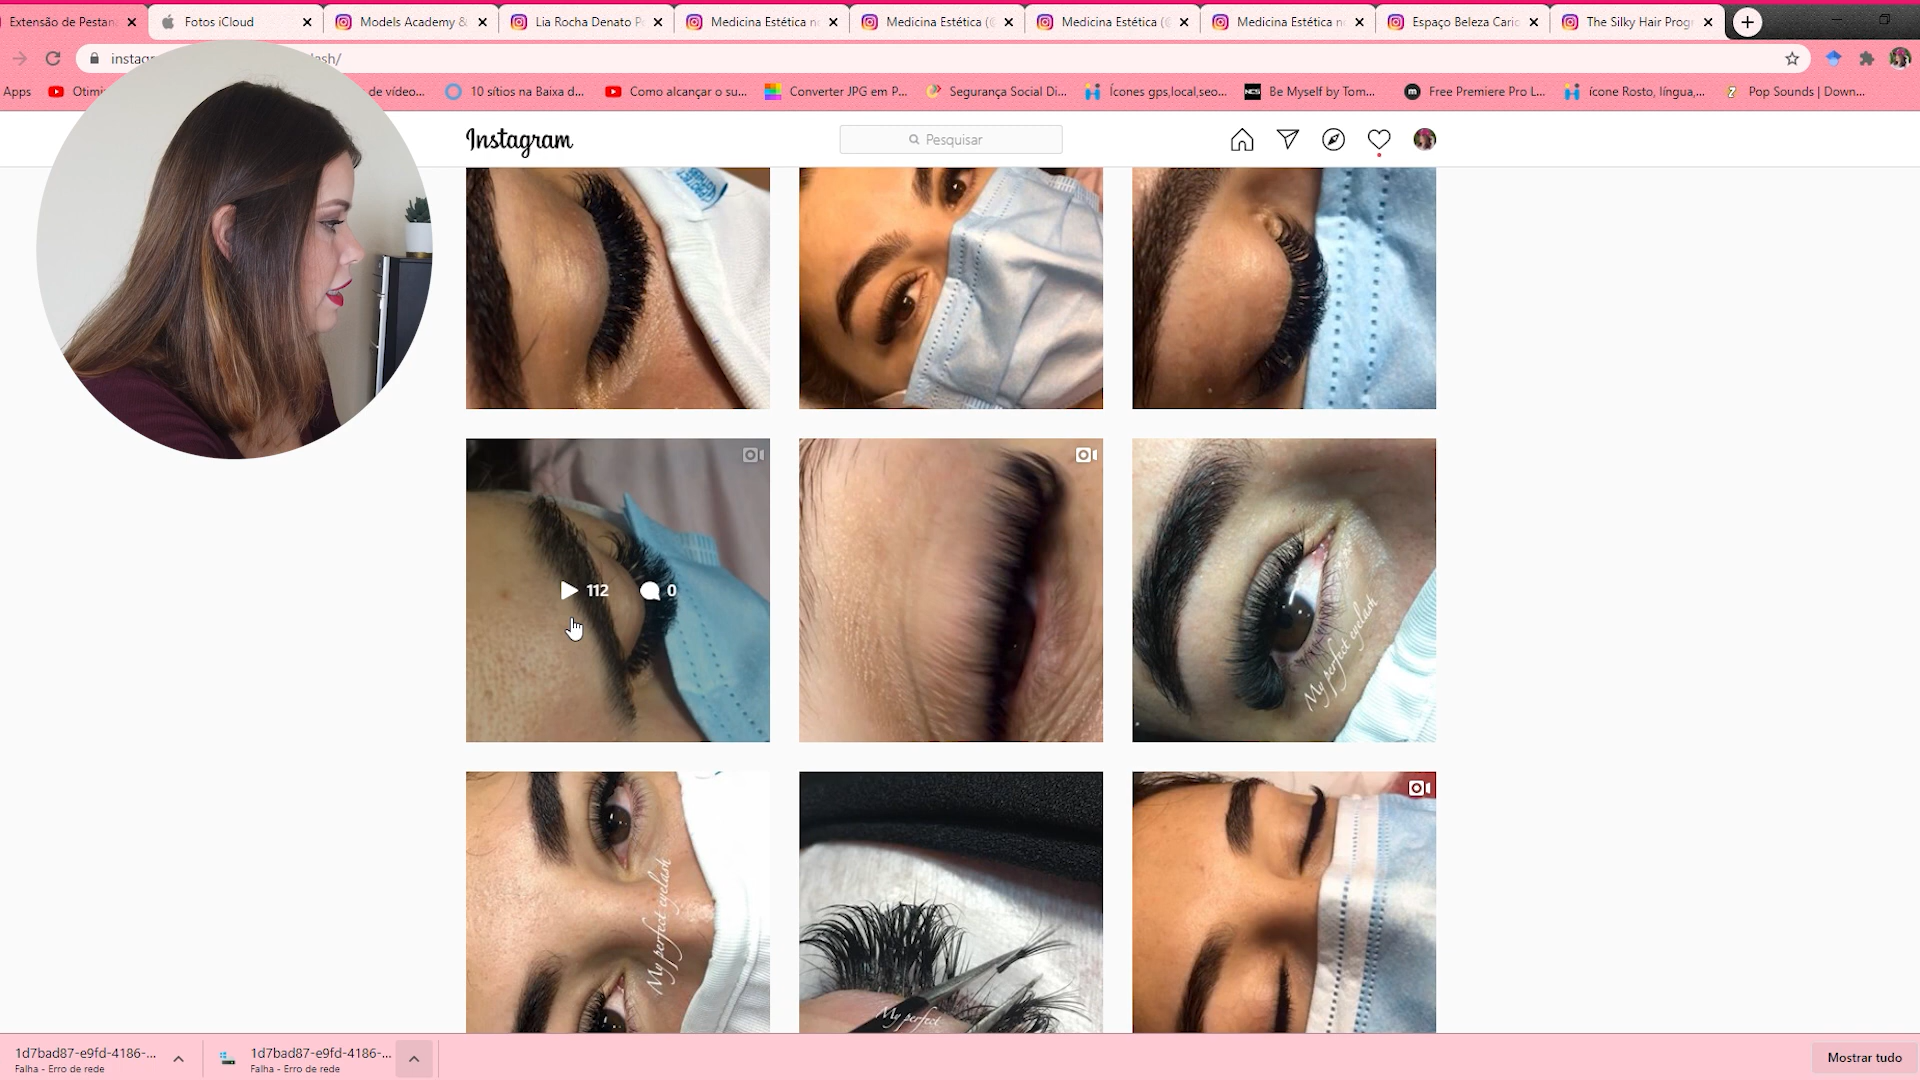 Extensão de Pestan
Fotos iCloud
Models Academy &
Lia Rocha Denato P
Medicina Estética n
Medicina Estética (@
Medicina Estética (@
Medicina Estética n
Espaço Beleza Cario
The Silky Hair Prog
instag
ash/
Apps
Otimi
de vídeo...
10 sítios na Baixa d...
Como alcançar o su...
Converter JPG em P...
Segurança Social Di...
Ícones gps,local,seo...
NCS
Be Myself by Tom...
m
Free Premiere Pro L...
ícone Rosto, língua,...
Z
Pop Sounds | Down...
Instagram
Pesquisar
112
0
My perfect eyelash
My perfect eyelash
My perfect
1d7bad87-e9fd-4186-...
Falha - Erro de rede
1d7bad87-e9fd-4186-...
Falha - Erro de rede
Mostrar tudo